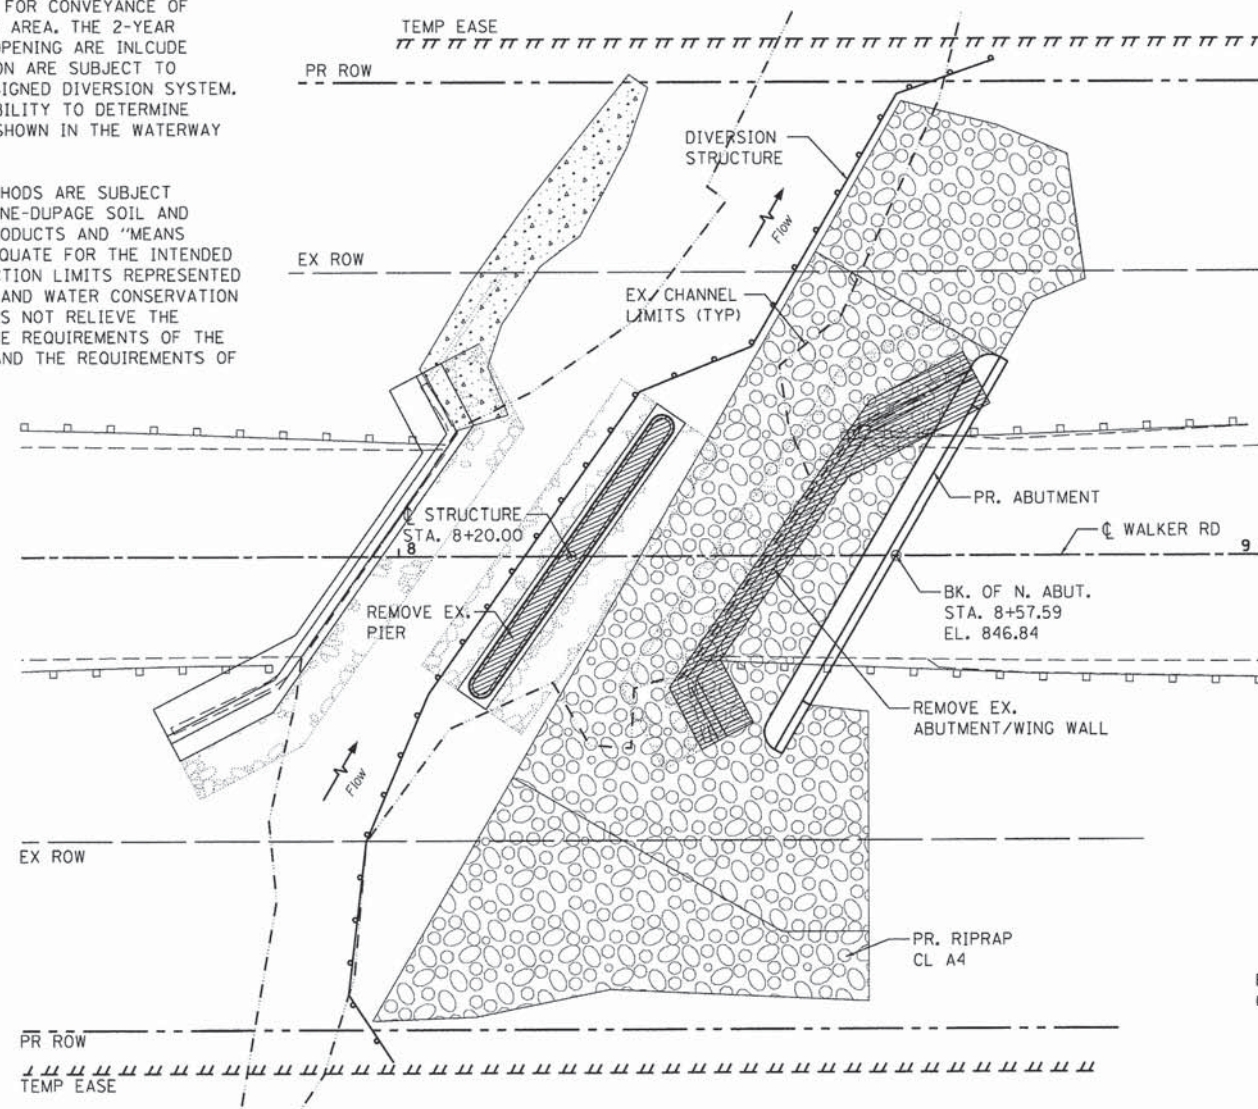 FOR CONVEYANCE OF
AREA. THE 2-YEAR
OPENING ARE INLCUDE
ON ARE SUBJECT TO
SIGNED DIVERSION SYSTEM.
BILITY TO DETERMINE
SHOWN IN THE WATERWAY
HODS ARE SUBJECT
NE-DUPAGE SOIL AND
ODUCTS AND "MEANS
QUATE FOR THE INTENDED
CTION LIMITS REPRESENTED
AND WATER CONSERVATION
S NOT RELIEVE THE
E REQUIREMENTS OF THE
AND THE REQUIREMENTS OF
TEMP EASE
PR ROW
DIVERSION
STRUCTURE
Flow
EX ROW
EX. CHANNEL
LIMITS (TYP)
PR. ABUTMENT
℄ STRUCTURE
STA. 8+20.00
8
℄ WALKER RD
9
BK. OF N. ABUT.
STA. 8+57.59
EL. 846.84
REMOVE EX.
PIER
REMOVE EX.
ABUTMENT/WING WALL
Flow
EX ROW
PR. RIPRAP
CL A4
PR ROW
TEMP EASE